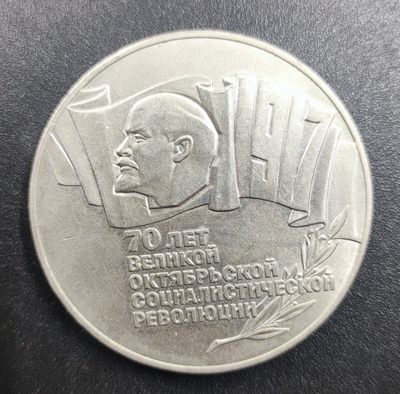 1917
70 ЛЕТ
ВЕЛИКОЙ
ОКТЯБРЬСКОЙ
СОЦИАЛИСТИЧЕСКОЙ
РЕВОЛЮЦИИ